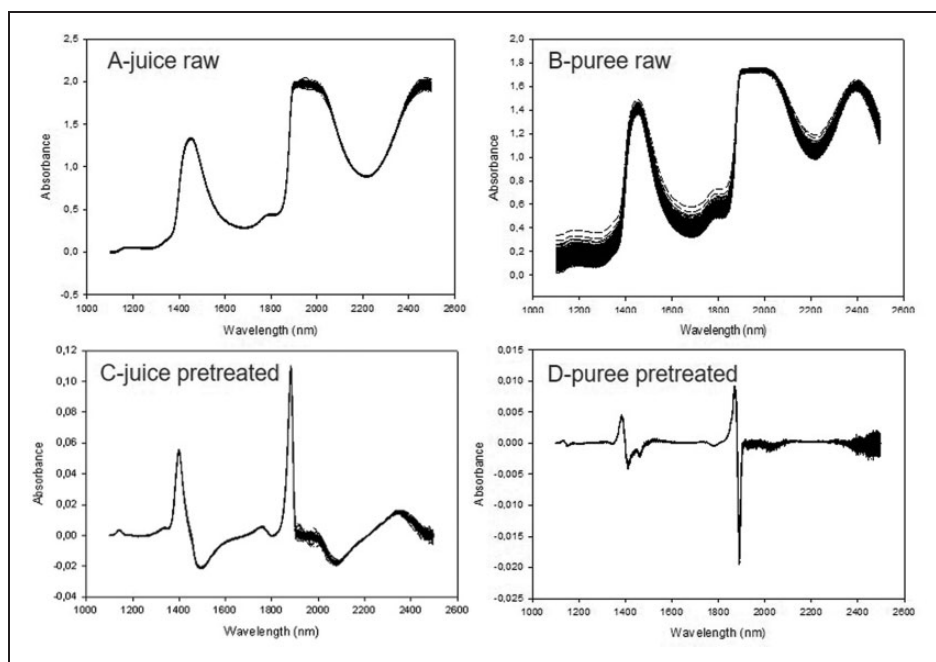 A-juice raw
2,5
2,0
1,5
1,0
0,5
0,0
-0,5
Absorbance
1000 1200 1400 1600 1800 2000 2200 2400 2600
Wavelength (nm)
B-puree raw
2,0
1,8
1,6
1,4
1,2
1,0
0,8
0,6
0,4
0,2
0,0
Absorbance
1000 1200 1400 1600 1800 2000 2200 2400 2600
Wavelength (nm)
C-juice pretreated
0,12
0,10
0,08
0,06
0,04
0,02
0,00
-0,02
-0,04
Absorbance
1000 1200 1400 1600 1800 2000 2200 2400 2600
Wavelength (nm)
D-puree pretreated
0,015
0,010
0,005
0,000
-0,005
-0,010
-0,015
-0,020
-0,025
Absorbance
1000 1200 1400 1600 1800 2000 2200 2400 2600
Wavelength (nm)